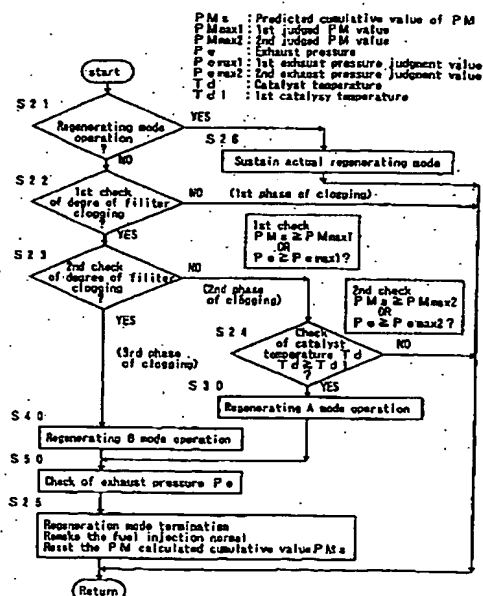 PMs : Predicted cumulative value of PM
PMmax1 : 1st judged PM value
PMmax2 : 2nd judged PM value
Pe : Exhaust pressure
Pemax1 : 1st exhaust pressure judgment value
Pemax2 : 2nd exhaust pressure judgment value
Td : Catalyst temperature
Td1 : 1st catalysy temperature
start
S21
Regenerating mode
operation
?
YES
NO
S26
Sustain actual regenerating mode
S22
1st check
of degre of filiter
clogging
?
NO (1st phase of clogging)
YES
1st check
PMs ≧ PMmax1
OR
Pe ≧ Pemax1?
S23
2nd check
of degree of filiter
clogging
?
NO
(2nd phase
of clogging)
YES
(3rd phase
of clogging)
2nd check
PMs ≧ PMmax2
OR
Pe ≧ Pemax2?
S24
Check
of catalyst
temperature Td
Td ≧ Td1
?
NO
YES
S30
Regenerating A mode operation
S40
Regenerating B mode operation
S50
Check of exhaust pressure Pe
S25
Regeneration mode termination
Remake the fuel injection normal
Reset the PM calculated cumulative value PMs
Return